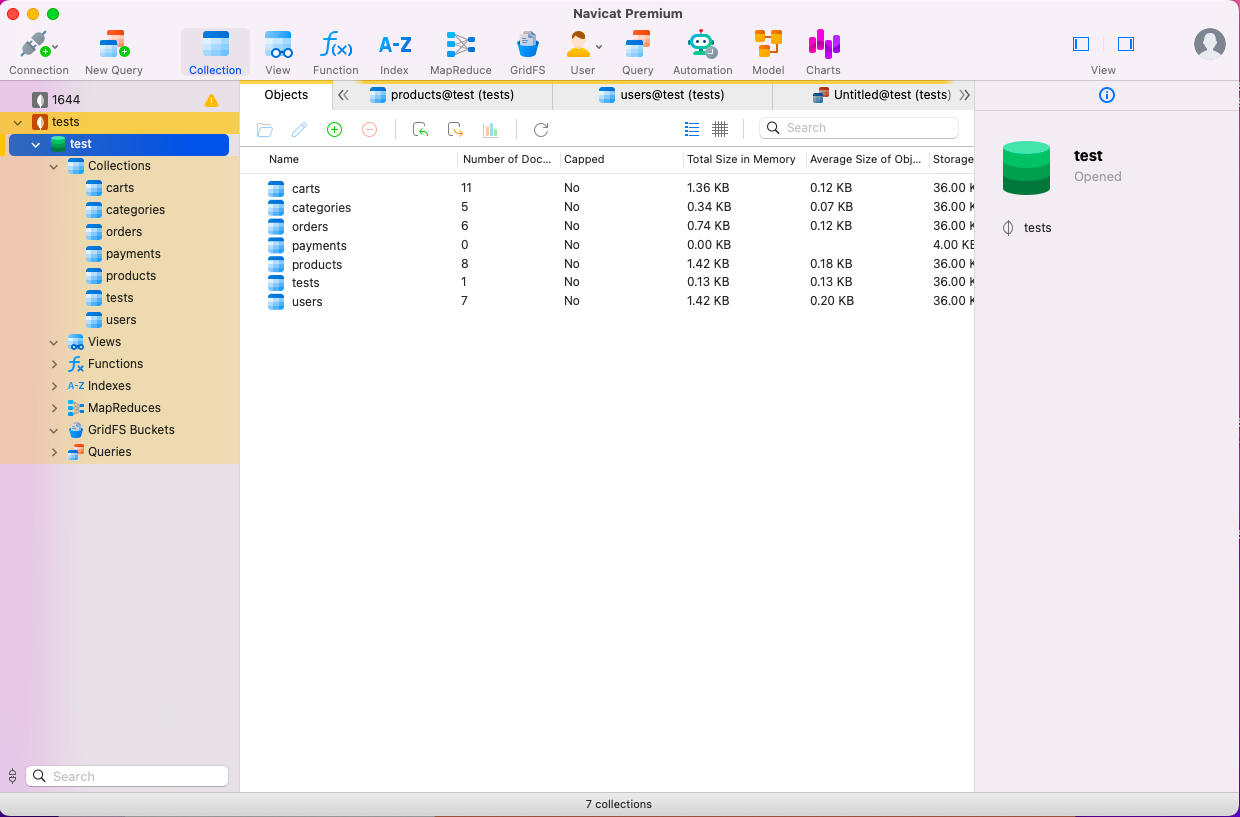 Navicat Premium
Connection New Query Collection View Function Index MapReduce GridFS User Query Automation Model Charts View
1644
tests
test
Collections
carts
categories
orders
payments
products
tests
users
Views
Functions
A-Z Indexes
MapReduces
GridFS Buckets
Queries
Search
Objects products@test (tests) users@test (tests) Untitled@test (tests)
Search
Name Number of Doc... Capped Total Size in Memory Average Size of Obj... Storage
carts 11 No 1.36 KB 0.12 KB 36.00 K
categories 5 No 0.34 KB 0.07 KB 36.00 K
orders 6 No 0.74 KB 0.12 KB 36.00 K
payments 0 No 0.00 KB 4.00 KB
products 8 No 1.42 KB 0.18 KB 36.00 K
tests 1 No 0.13 KB 0.13 KB 36.00 K
users 7 No 1.42 KB 0.20 KB 36.00 K
test
Opened
tests
7 collections